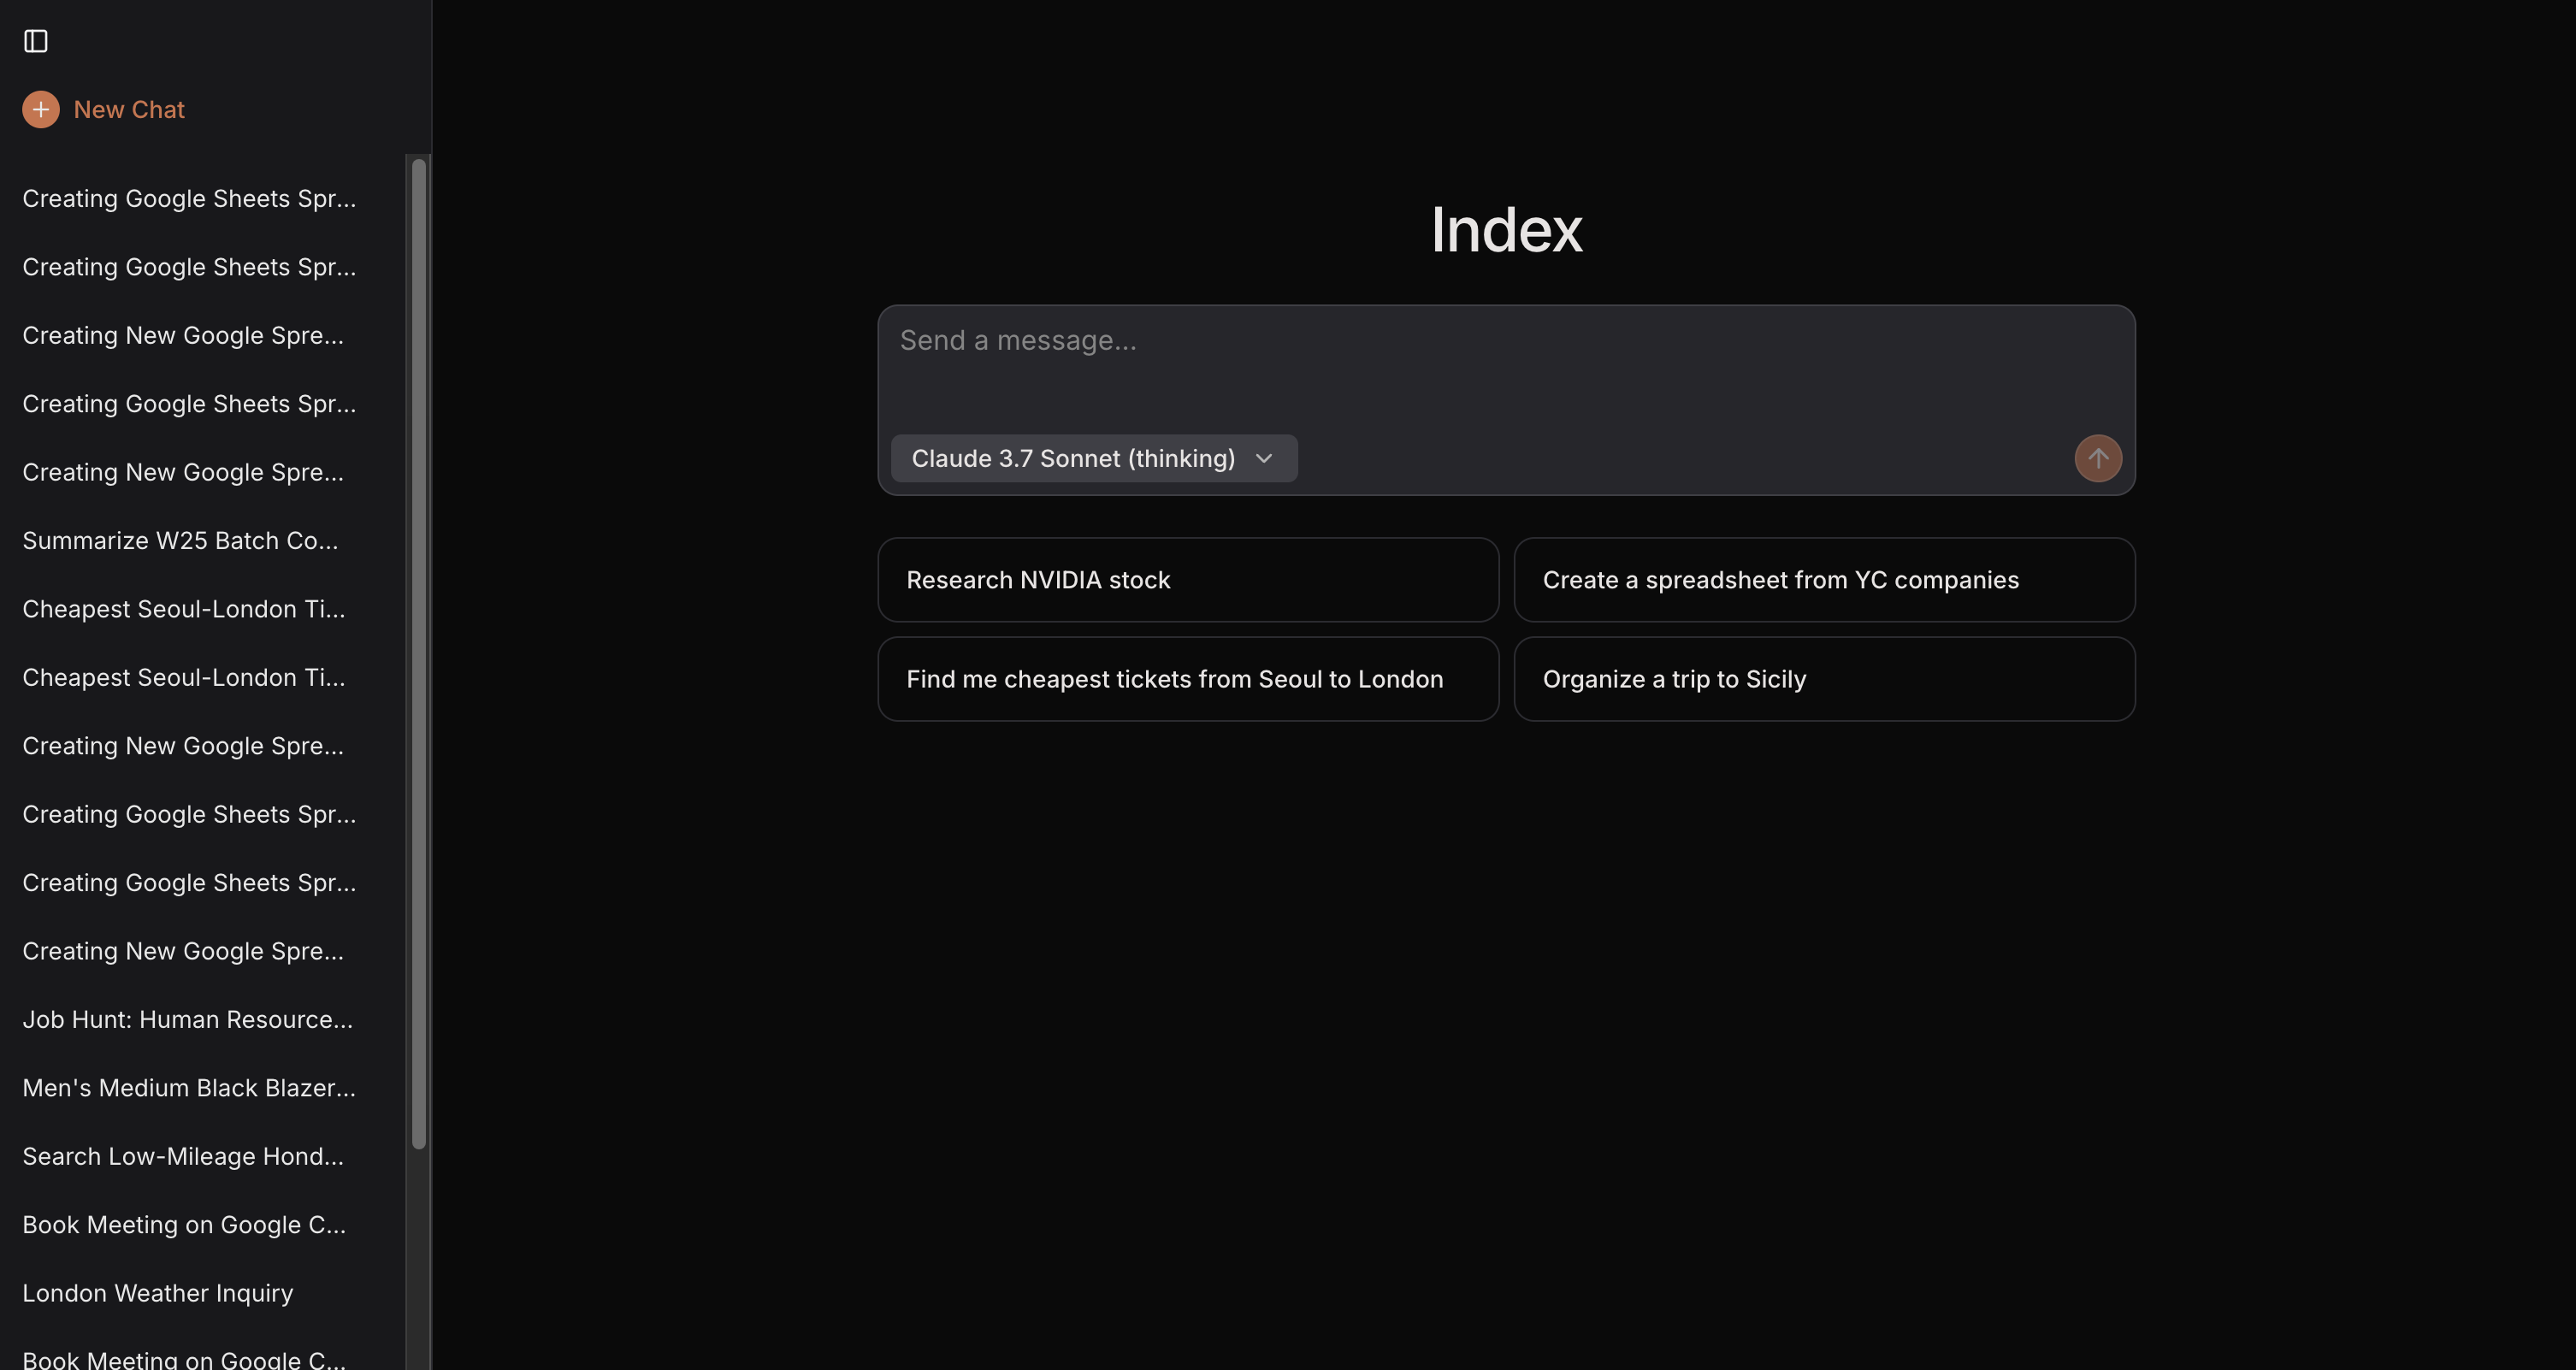 New Chat
Creating Google Sheets Spr...
Creating Google Sheets Spr...
Creating New Google Spre...
Creating Google Sheets Spr...
Creating New Google Spre...
Summarize W25 Batch Co...
Cheapest Seoul-London Ti...
Cheapest Seoul-London Ti...
Creating New Google Spre...
Creating Google Sheets Spr...
Creating Google Sheets Spr...
Creating New Google Spre...
Job Hunt: Human Resource...
Men's Medium Black Blazer...
Search Low-Mileage Hond...
Book Meeting on Google C...
London Weather Inquiry
Book Meeting on Google C...
Index
Send a message...
Claude 3.7 Sonnet (thinking)
Research NVIDIA stock
Create a spreadsheet from YC companies
Find me cheapest tickets from Seoul to London
Organize a trip to Sicily